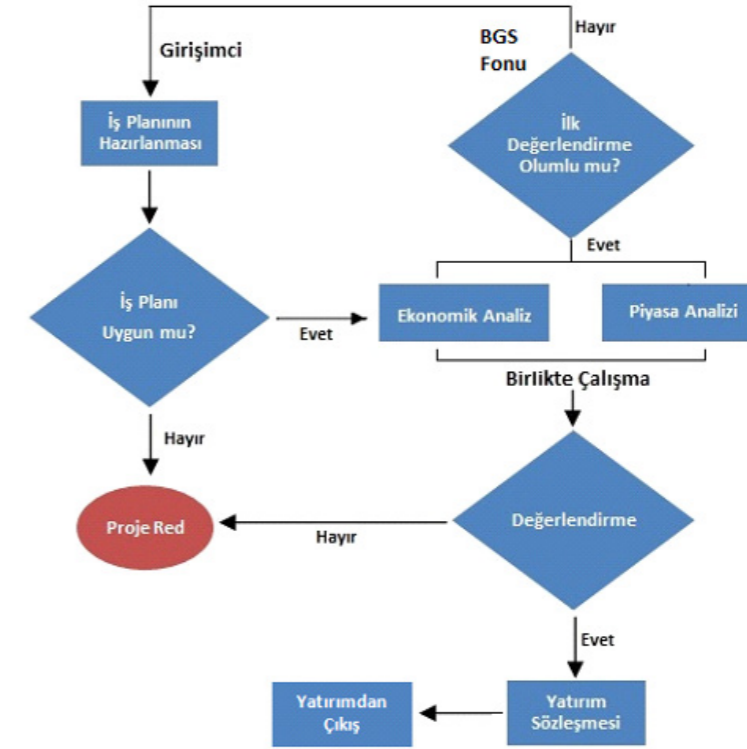 Hayır
BGS
Fonu
Girişimci
İş Planının
Hazırlanması
İlk
Değerlendirme
Olumlu mu?
Evet
İş Planı
Uygun mu?
Evet
Ekonomik Analiz
Piyasa Analizi
Birlikte Çalışma
Hayır
Proje Red
Hayır
Değerlendirme
Evet
Yatırımdan
Çıkış
Yatırım
Sözleşmesi